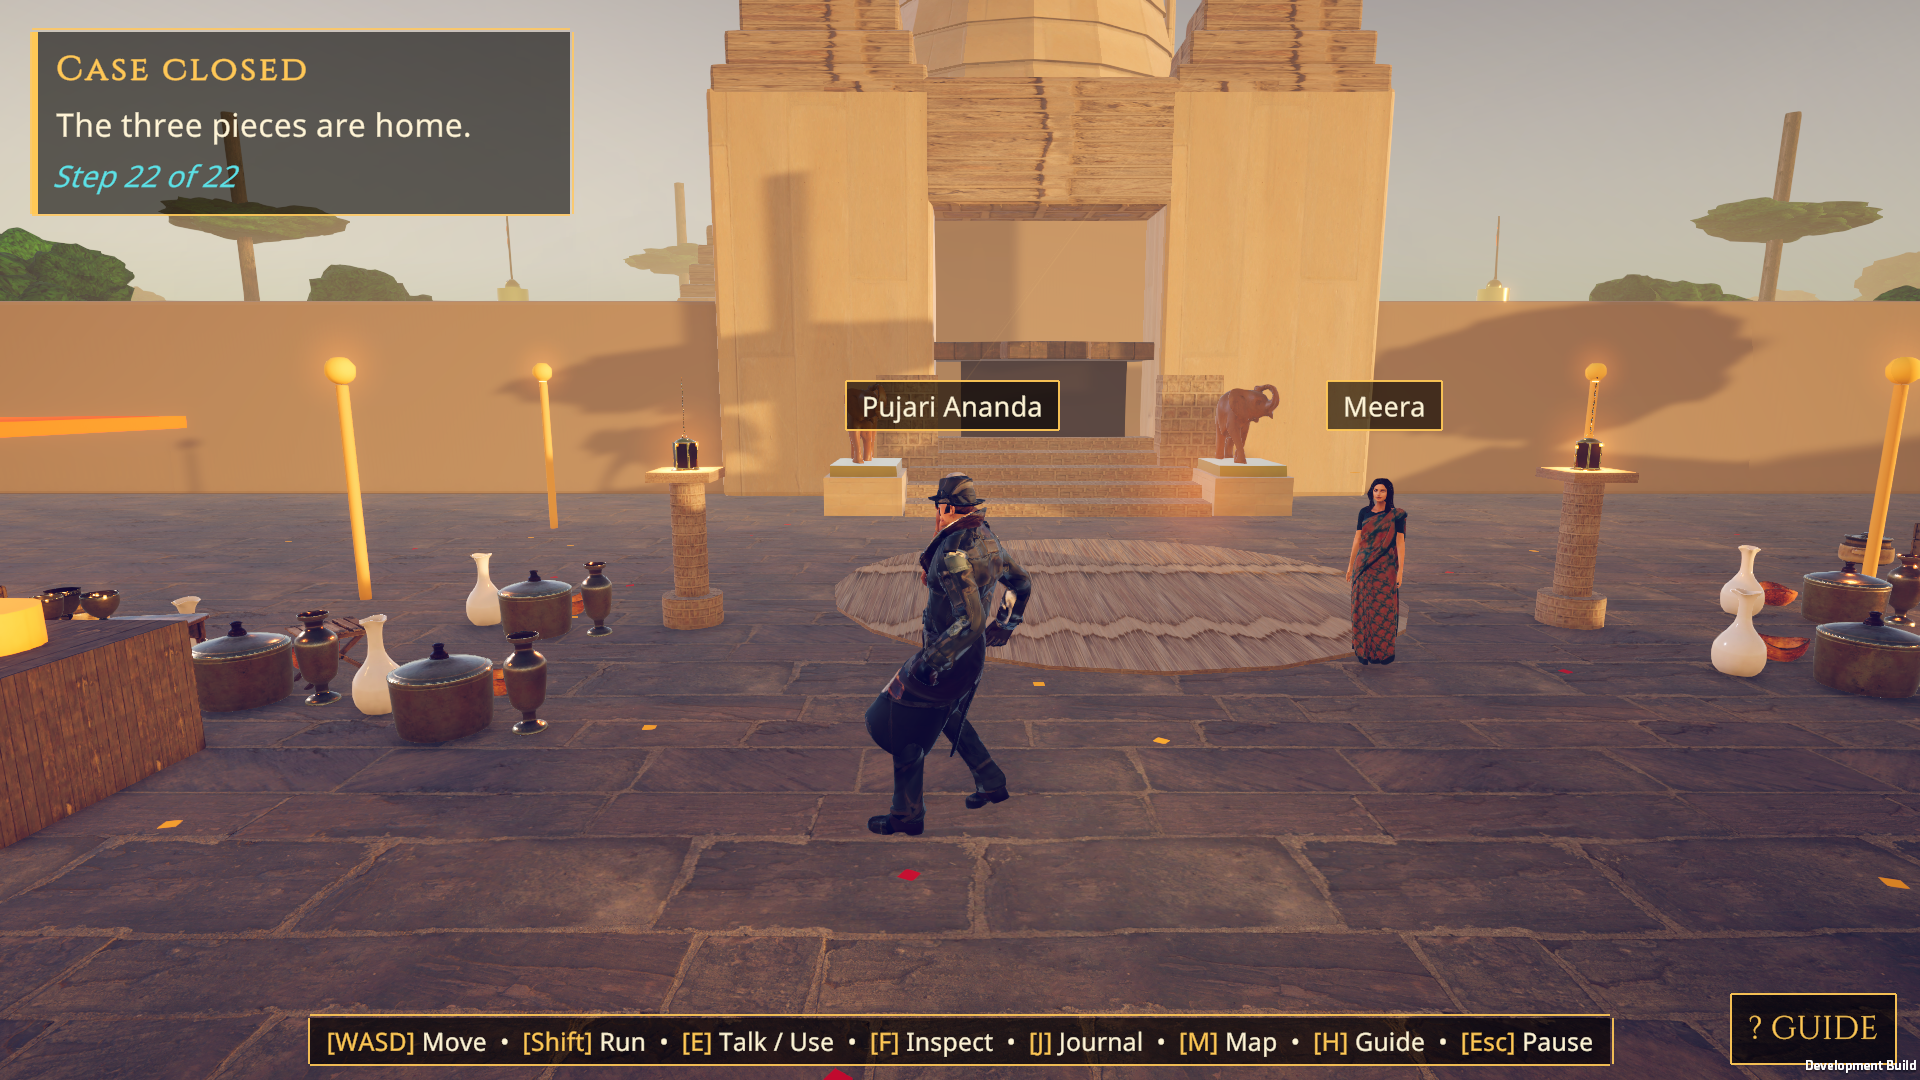 CASE CLOSED
The three pieces are home.
Step 22 of 22
Pujari Ananda
Meera
[WASD] Move • [Shift] Run • [E] Talk / Use • [F] Inspect • [J] Journal • [M] Map • [H] Guide • [Esc] Pause
? GUIDE
Development Build